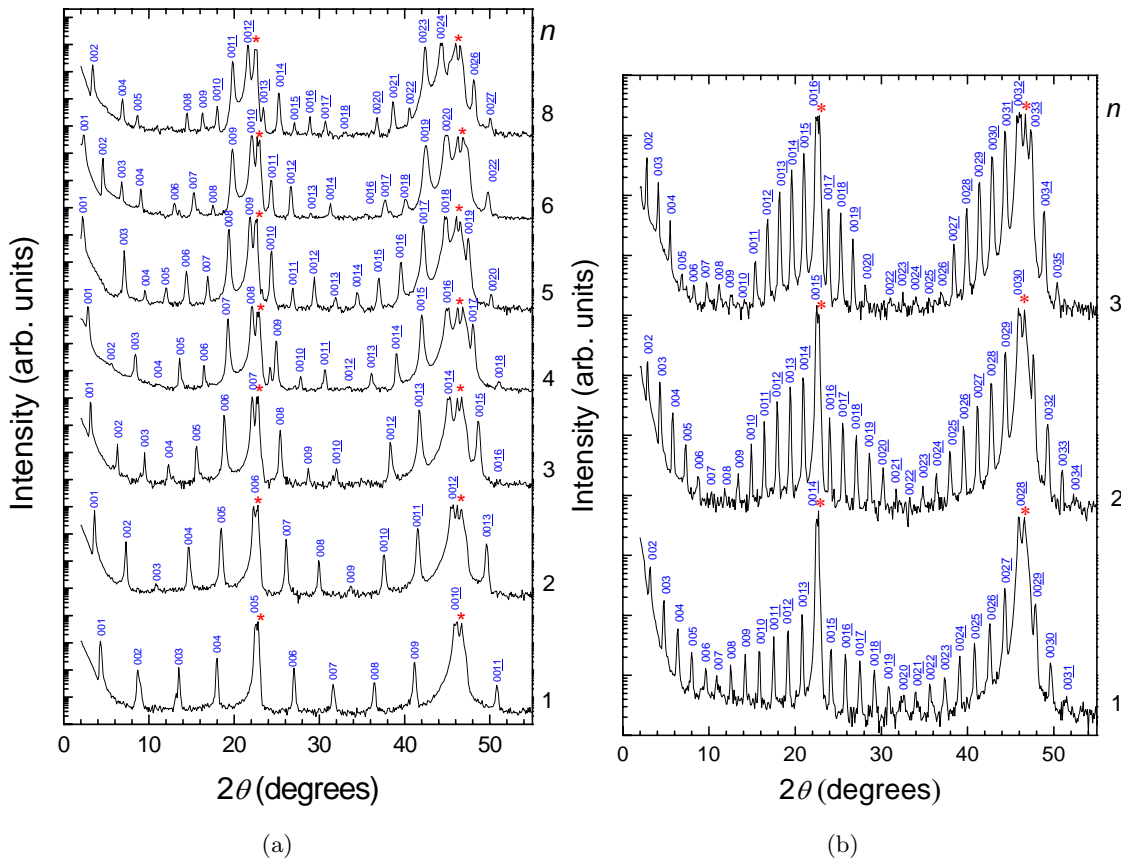 n
002 004 005 008 009 0010 0011 0012 * 0013 0014 0015 0016 0017 0018 0020 0021 0022 0023 0024 * 0026 0027
8
001 002 003 004 006 007 008 009 0010 * 0011 0012 0013 0014 0016 0017 0018 0019 0020 * 0022
6
001 003 004 005 006 007 008 009 * 0010 0011 0012 0013 0014 0015 0016 0017 0018 * 0019 0020
5
001 002 003 004 005 006 007 008 * 009 0010 0011 0012 0013 0014 0015 0016 * 0017 0018
4
001 002 003 004 005 006 007 * 008 009 0010 0012 0013 0014 * 0015 0016
3
001 002 003 004 005 006 * 007 008 009 0010 0011 0012 * 0013
2
001 002 003 004 005 * 006 007 008 009 0010 * 0011
1
0 10 20 30 40 50
2θ (degrees)
Intensity (arb. units)
(a)
n
002 003 004 005 006 007 008 009 0010 0011 0012 0013 0014 0015 0016 * 0017 0018 0019 0020 0022 0023 0024 0025 0026 0027 0028 0029 0030 0031 0032 * 0033 0034 0035
3
002 003 004 005 006 007 008 009 0010 0011 0012 0013 0014 0015 * 0016 0017 0018 0019 0020 0021 0022 0023 0024 0025 0026 0027 0028 0029 0030 * 0032 0033 0034
2
002 003 004 005 006 007 008 009 0010 0011 0012 0013 0014 * 0015 0016 0017 0018 0019 0020 0021 0022 0023 0024 0025 0026 0027 0028 * 0029 0030 0031
1
0 10 20 30 40 50
2θ (degrees)
Intensity (arb. units)
(b)